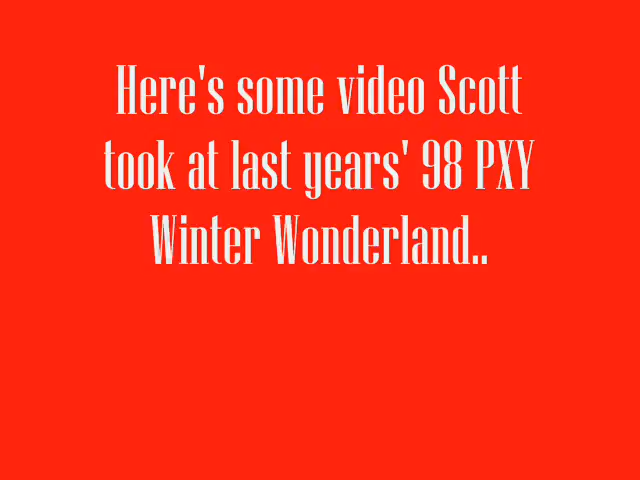 Here's some video Scott
took at last years' 98 PXY
Winter Wonderland..